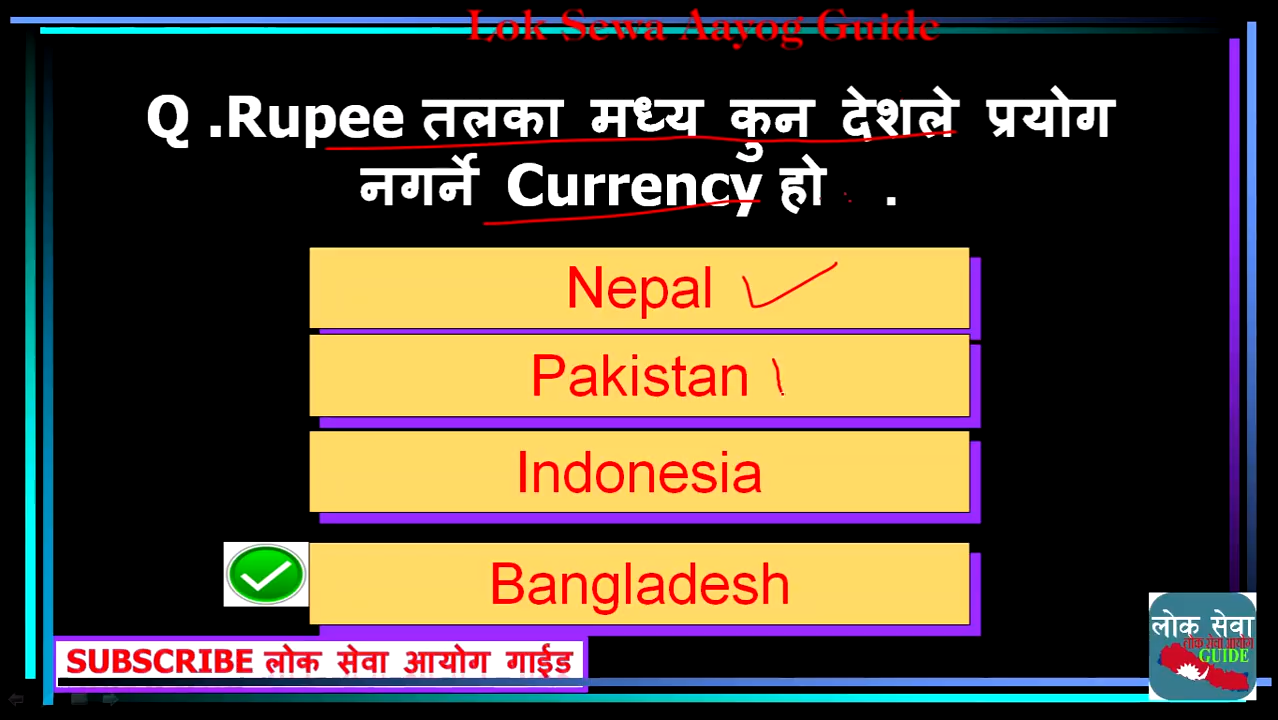 Lok Sewa Aayog Guide
Q .Rupee तलका मध्य कुन देशले प्रयोग
नगर्ने Currency हो .
Nepal
Pakistan
Indonesia
Bangladesh
SUBSCRIBE लोक सेवा आयोग गाईड
लोक सेवा
लोक सेवा आयोग
GUIDE